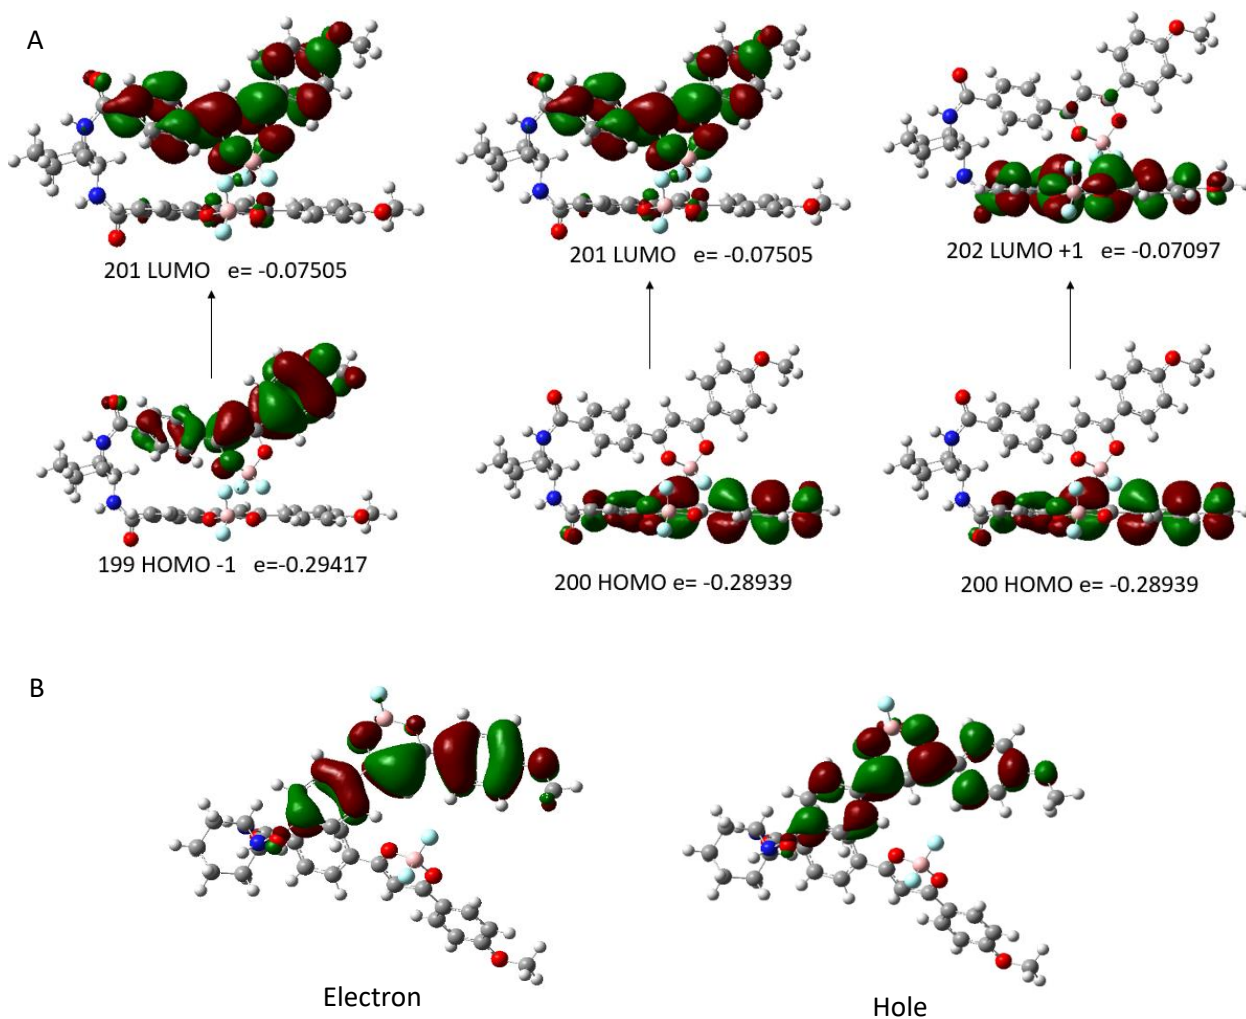 A
201 LUMO e= -0.07505
201 LUMO e= -0.07505
202 LUMO +1 e= -0.07097
199 HOMO -1 e=-0.29417
200 HOMO e= -0.28939
200 HOMO e= -0.28939
B
Electron
Hole